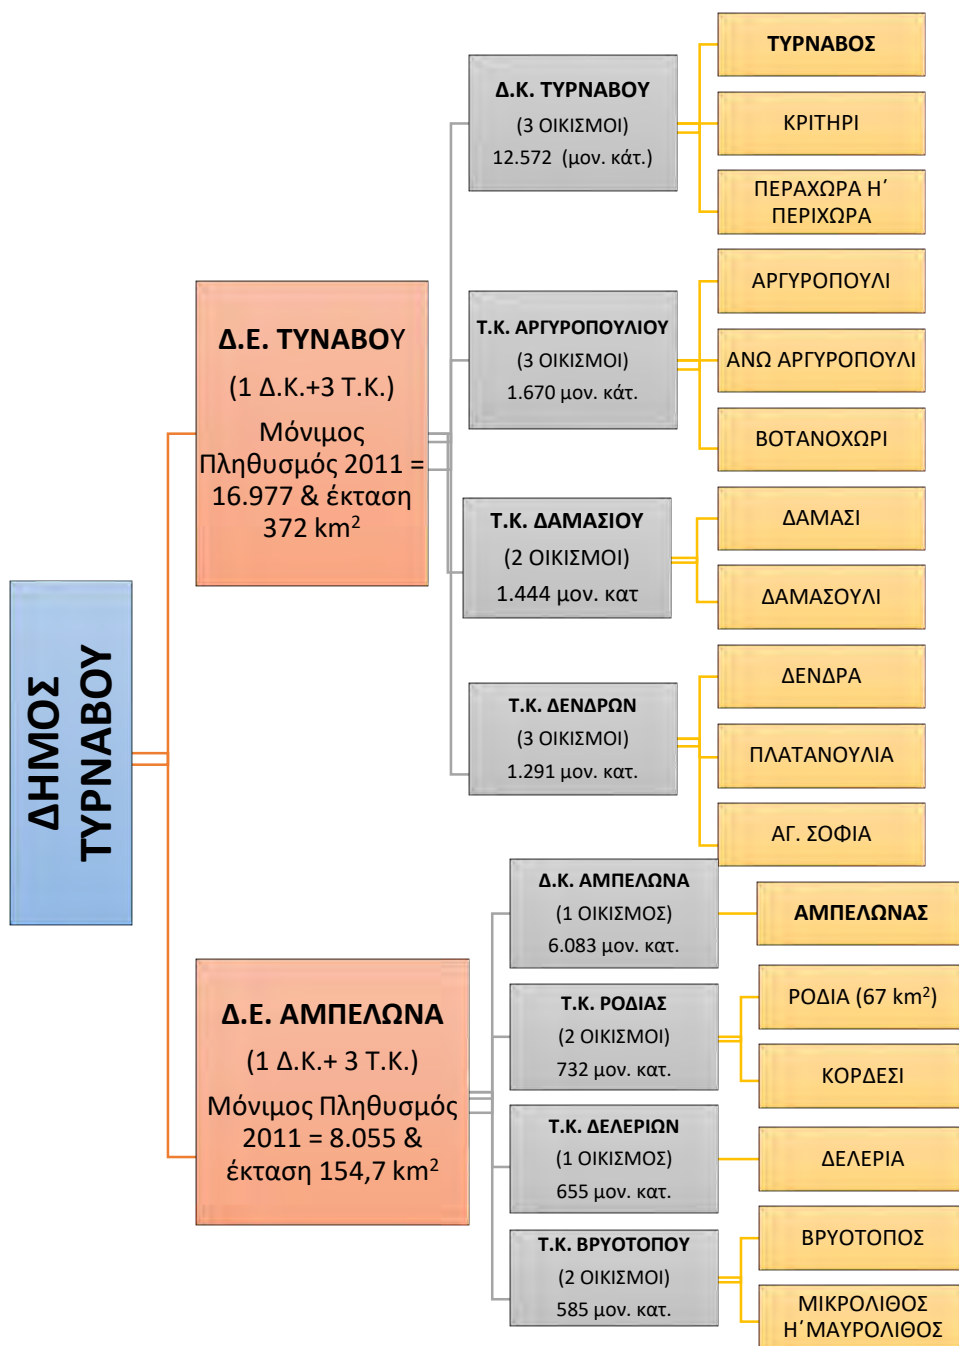 ΔΗΜΟΣ
ΤΥΡΝΑΒΟΥ
Δ.Ε. ΤΥΝΑΒΟΥ
(1 Δ.Κ.+3 Τ.Κ.)
Μόνιμος
Πληθυσμός 2011 =
16.977 & έκταση
372 km²
Δ.Κ. ΤΥΡΝΑΒΟΥ
(3 ΟΙΚΙΣΜΟΙ)
12.572 (μον. κάτ.)
ΤΥΡΝΑΒΟΣ
ΚΡΙΤΗΡΙ
ΠΕΡΑΧΩΡΑ Η΄
ΠΕΡΙΧΩΡΑ
Τ.Κ. ΑΡΓΥΡΟΠΟΥΛΙΟΥ
(3 ΟΙΚΙΣΜΟΙ)
1.670 μον. κάτ.
ΑΡΓΥΡΟΠΟΥΛΙ
ΑΝΩ ΑΡΓΥΡΟΠΟΥΛΙ
ΒΟΤΑΝΟΧΩΡΙ
Τ.Κ. ΔΑΜΑΣΙΟΥ
(2 ΟΙΚΙΣΜΟΙ)
1.444 μον. κατ
ΔΑΜΑΣΙ
ΔΑΜΑΣΟΥΛΙ
Τ.Κ. ΔΕΝΔΡΩΝ
(3 ΟΙΚΙΣΜΟΙ)
1.291 μον. κατ.
ΔΕΝΔΡΑ
ΠΛΑΤΑΝΟΥΛΙΑ
ΑΓ. ΣΟΦΙΑ
Δ.Ε. ΑΜΠΕΛΩΝΑ
(1 Δ.Κ.+ 3 Τ.Κ.)
Μόνιμος Πληθυσμός
2011 = 8.055 &
έκταση 154,7 km²
Δ.Κ. ΑΜΠΕΛΩΝΑ
(1 ΟΙΚΙΣΜΟΣ)
6.083 μον. κατ.
ΑΜΠΕΛΩΝΑΣ
Τ.Κ. ΡΟΔΙΑΣ
(2 ΟΙΚΙΣΜΟΙ)
732 μον. κατ.
ΡΟΔΙΑ (67 km²)
ΚΟΡΔΕΣΙ
Τ.Κ. ΔΕΛΕΡΙΩΝ
(1 ΟΙΚΙΣΜΟΣ)
655 μον. κατ.
ΔΕΛΕΡΙΑ
Τ.Κ. ΒΡΥΟΤΟΠΟΥ
(2 ΟΙΚΙΣΜΟΙ)
585 μον. κατ.
ΒΡΥΟΤΟΠΟΣ
ΜΙΚΡΟΛΙΘΟΣ
Η΄ΜΑΥΡΟΛΙΘΟΣ